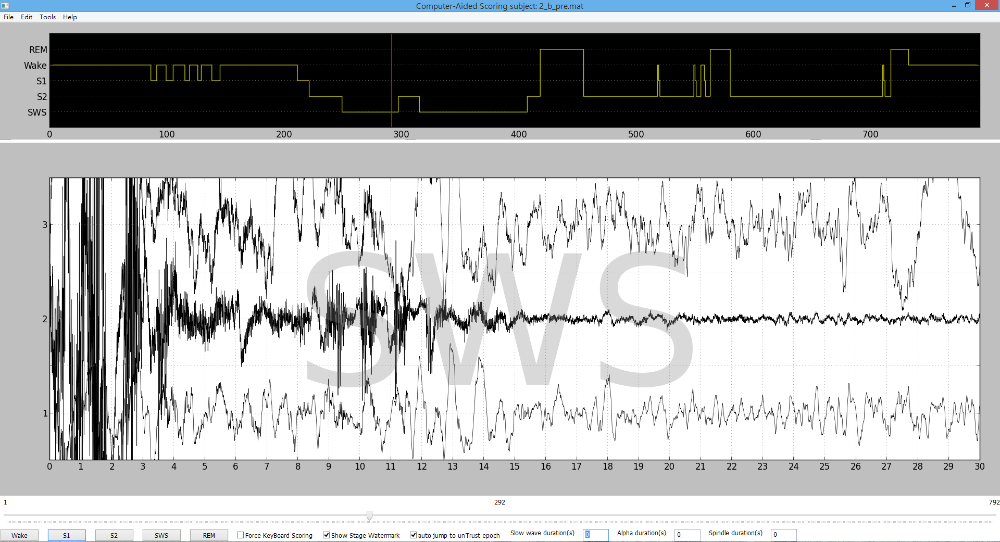 Computer-Aided Scoring subject: 2_b_pre.mat
File Edit Tools Help
REM
Wake
S1
S2
SWS
0 100 200 300 400 500 600 700
3
2
1
SWS
0 1 2 3 4 5 6 7 8 9 10 11 12 13 14 15 16 17 18 19 20 21 22 23 24 25 26 27 28 29 30
1 292 792
Wake S1 S2 SWS REM Force KeyBoard Scoring Show Stage Watermark auto jump to unTrust epoch Slow wave duration(s) 0 Alpha duration(s) 0 Spindle duration(s) 0